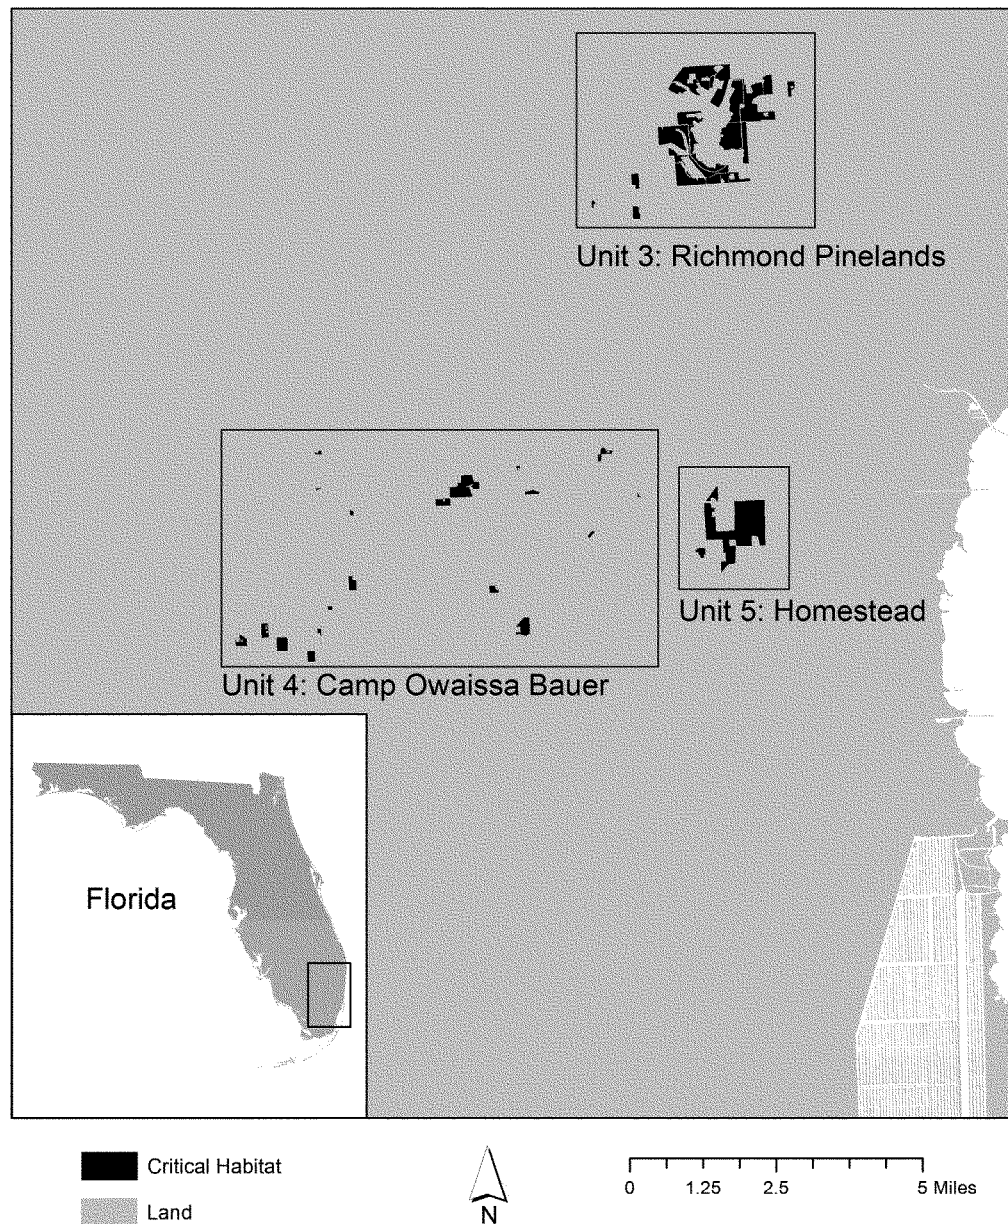 Unit 3: Richmond Pinelands
Unit 5: Homestead
Unit 4: Camp Owaissa Bauer
Florida
Critical Habitat
Land
N
0 1.25 2.5 5 Miles